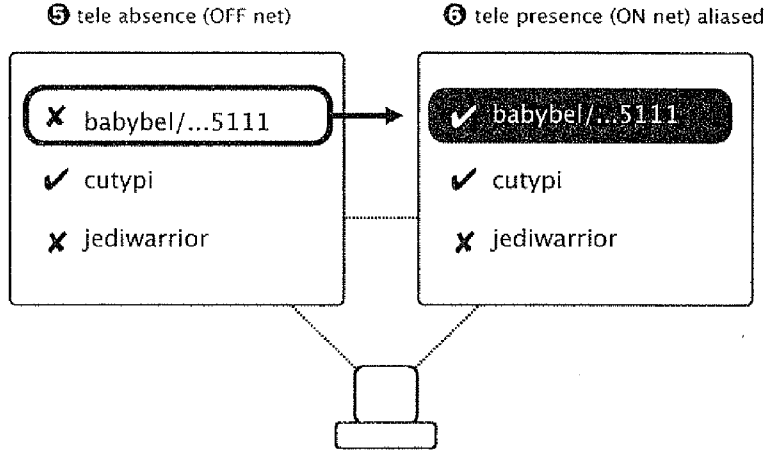 ❺ tele absence (OFF net)
✘ babybel/...5111
✔ cutypi
✘ jediwarrior
❻ tele presence (ON net) aliased
✔ babybel/...5111
✔ cutypi
✘ jediwarrior